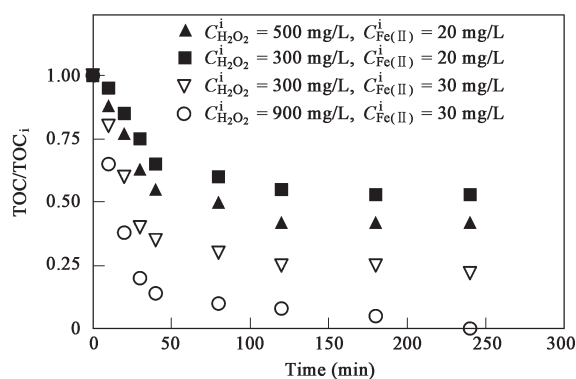 ▲ C^i_H2O2 = 500 mg/L, C^i_Fe(Ⅱ) = 20 mg/L
■ C^i_H2O2 = 300 mg/L, C^i_Fe(Ⅱ) = 20 mg/L
▽ C^i_H2O2 = 300 mg/L, C^i_Fe(Ⅱ) = 30 mg/L
○ C^i_H2O2 = 900 mg/L, C^i_Fe(Ⅱ) = 30 mg/L
1.00
0.75
0.50
0.25
0
TOC/TOCi
0 50 100 150 200 250 300
Time (min)